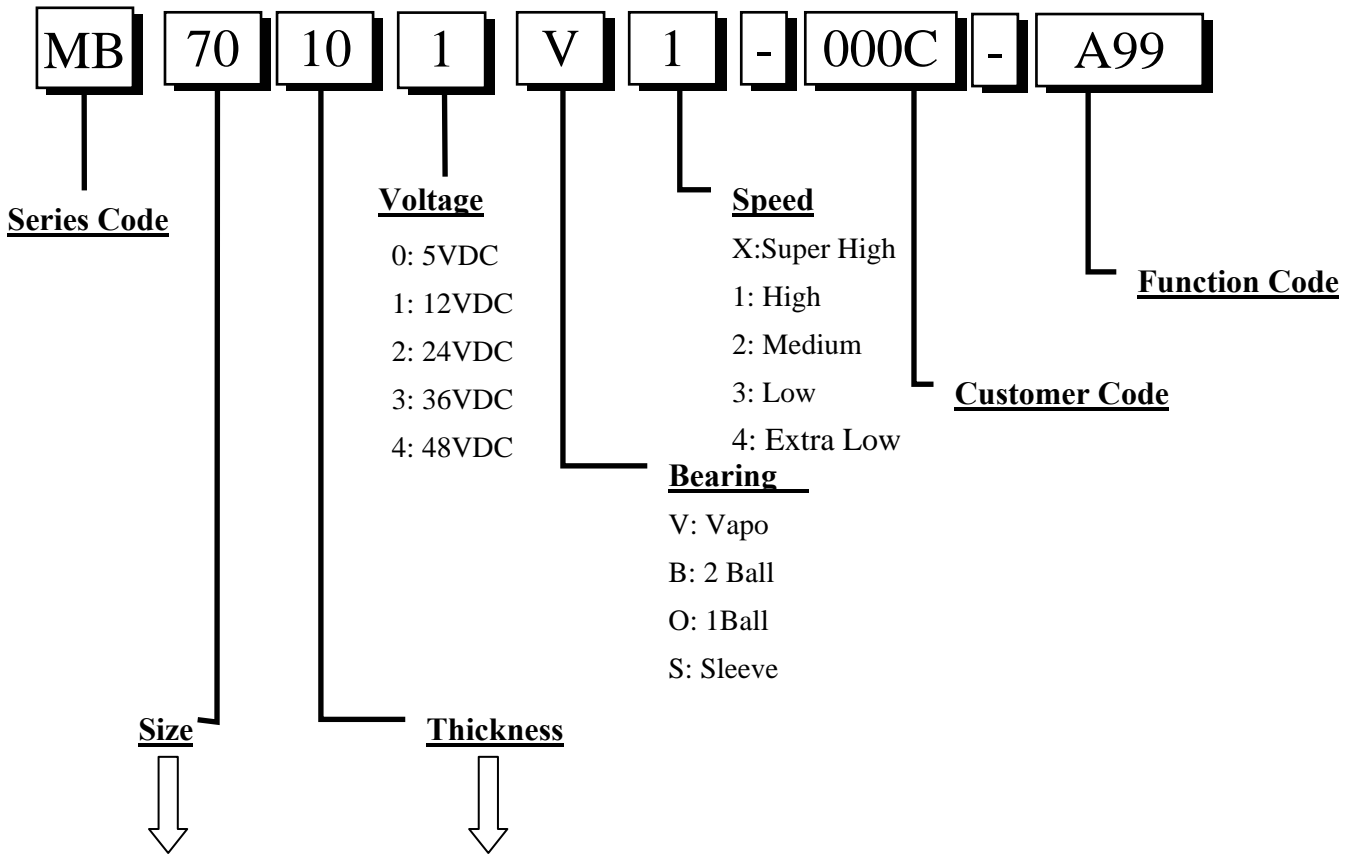 MB 70 10 1 V 1 - 000C - A99
Series Code
Voltage
0: 5VDC
1: 12VDC
2: 24VDC
3: 36VDC
4: 48VDC
Speed
X:Super High
1: High
2: Medium
3: Low
4: Extra Low
Function Code
Customer Code
Bearing
V: Vapo
B: 2 Ball
O: 1Ball
S: Sleeve
Size
Thickness